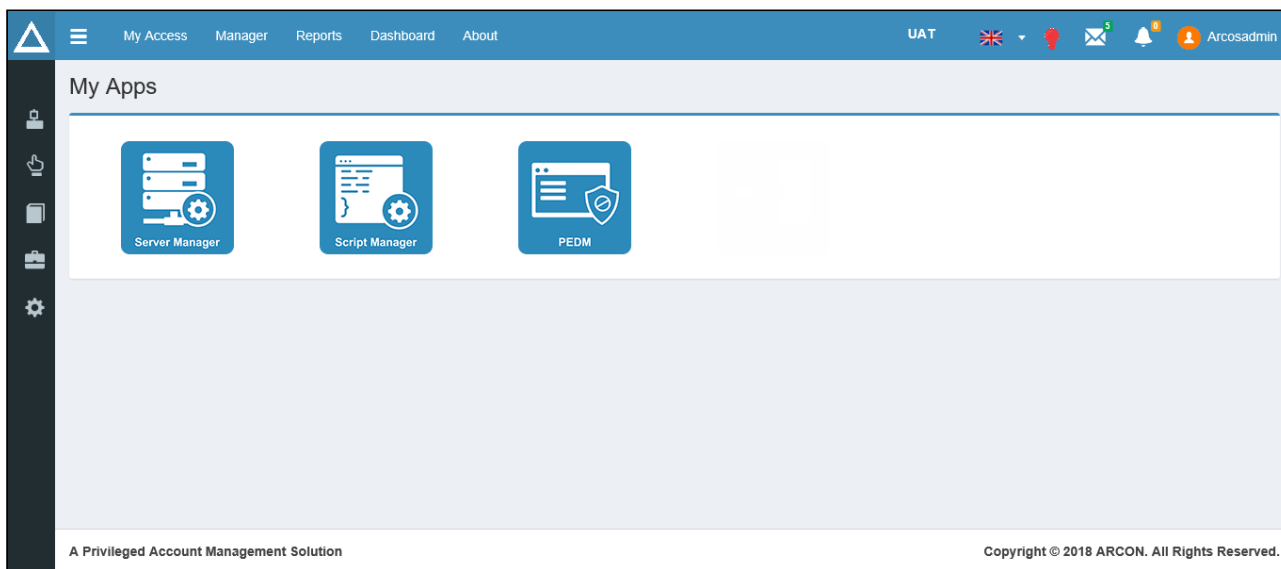 My Access Manager Reports Dashboard About UAT 5 0 Arcosadmin
My Apps
Server Manager Script Manager PEDM
A Privileged Account Management Solution Copyright © 2018 ARCON. All Rights Reserved.